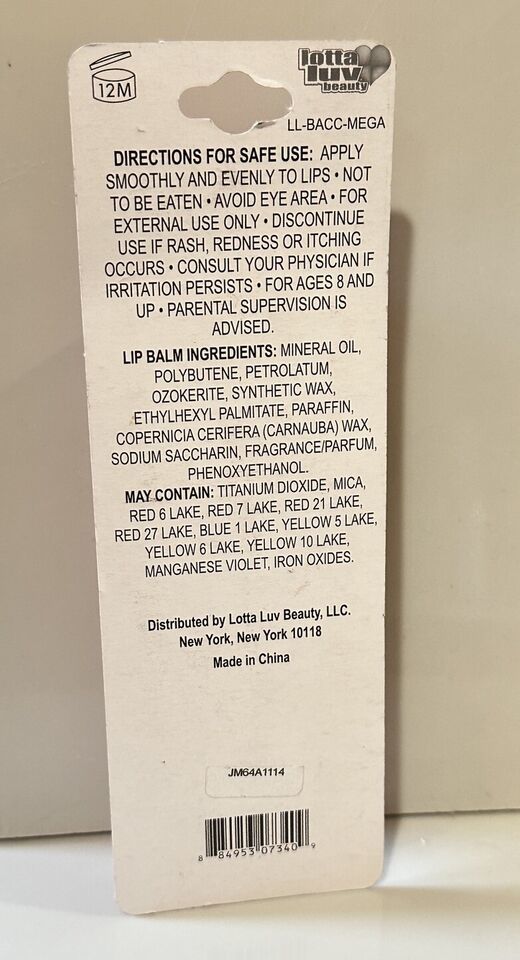 12M
lotta
luv
beauty
LL-BACC-MEGA
DIRECTIONS FOR SAFE USE: APPLY
SMOOTHLY AND EVENLY TO LIPS • NOT
TO BE EATEN • AVOID EYE AREA • FOR
EXTERNAL USE ONLY • DISCONTINUE
USE IF RASH, REDNESS OR ITCHING
OCCURS • CONSULT YOUR PHYSICIAN IF
IRRITATION PERSISTS • FOR AGES 8 AND
UP • PARENTAL SUPERVISION IS
ADVISED.
LIP BALM INGREDIENTS: MINERAL OIL,
POLYBUTENE, PETROLATUM,
OZOKERITE, SYNTHETIC WAX,
ETHYLHEXYL PALMITATE, PARAFFIN,
COPERNICIA CERIFERA (CARNAUBA) WAX,
SODIUM SACCHARIN, FRAGRANCE/PARFUM,
PHENOXYETHANOL.
MAY CONTAIN: TITANIUM DIOXIDE, MICA,
RED 6 LAKE, RED 7 LAKE, RED 21 LAKE,
RED 27 LAKE, BLUE 1 LAKE, YELLOW 5 LAKE,
YELLOW 6 LAKE, YELLOW 10 LAKE,
MANGANESE VIOLET, IRON OXIDES.
Distributed by Lotta Luv Beauty, LLC.
New York, New York 10118
Made in China
JM64A1114
8 84953 07340 9